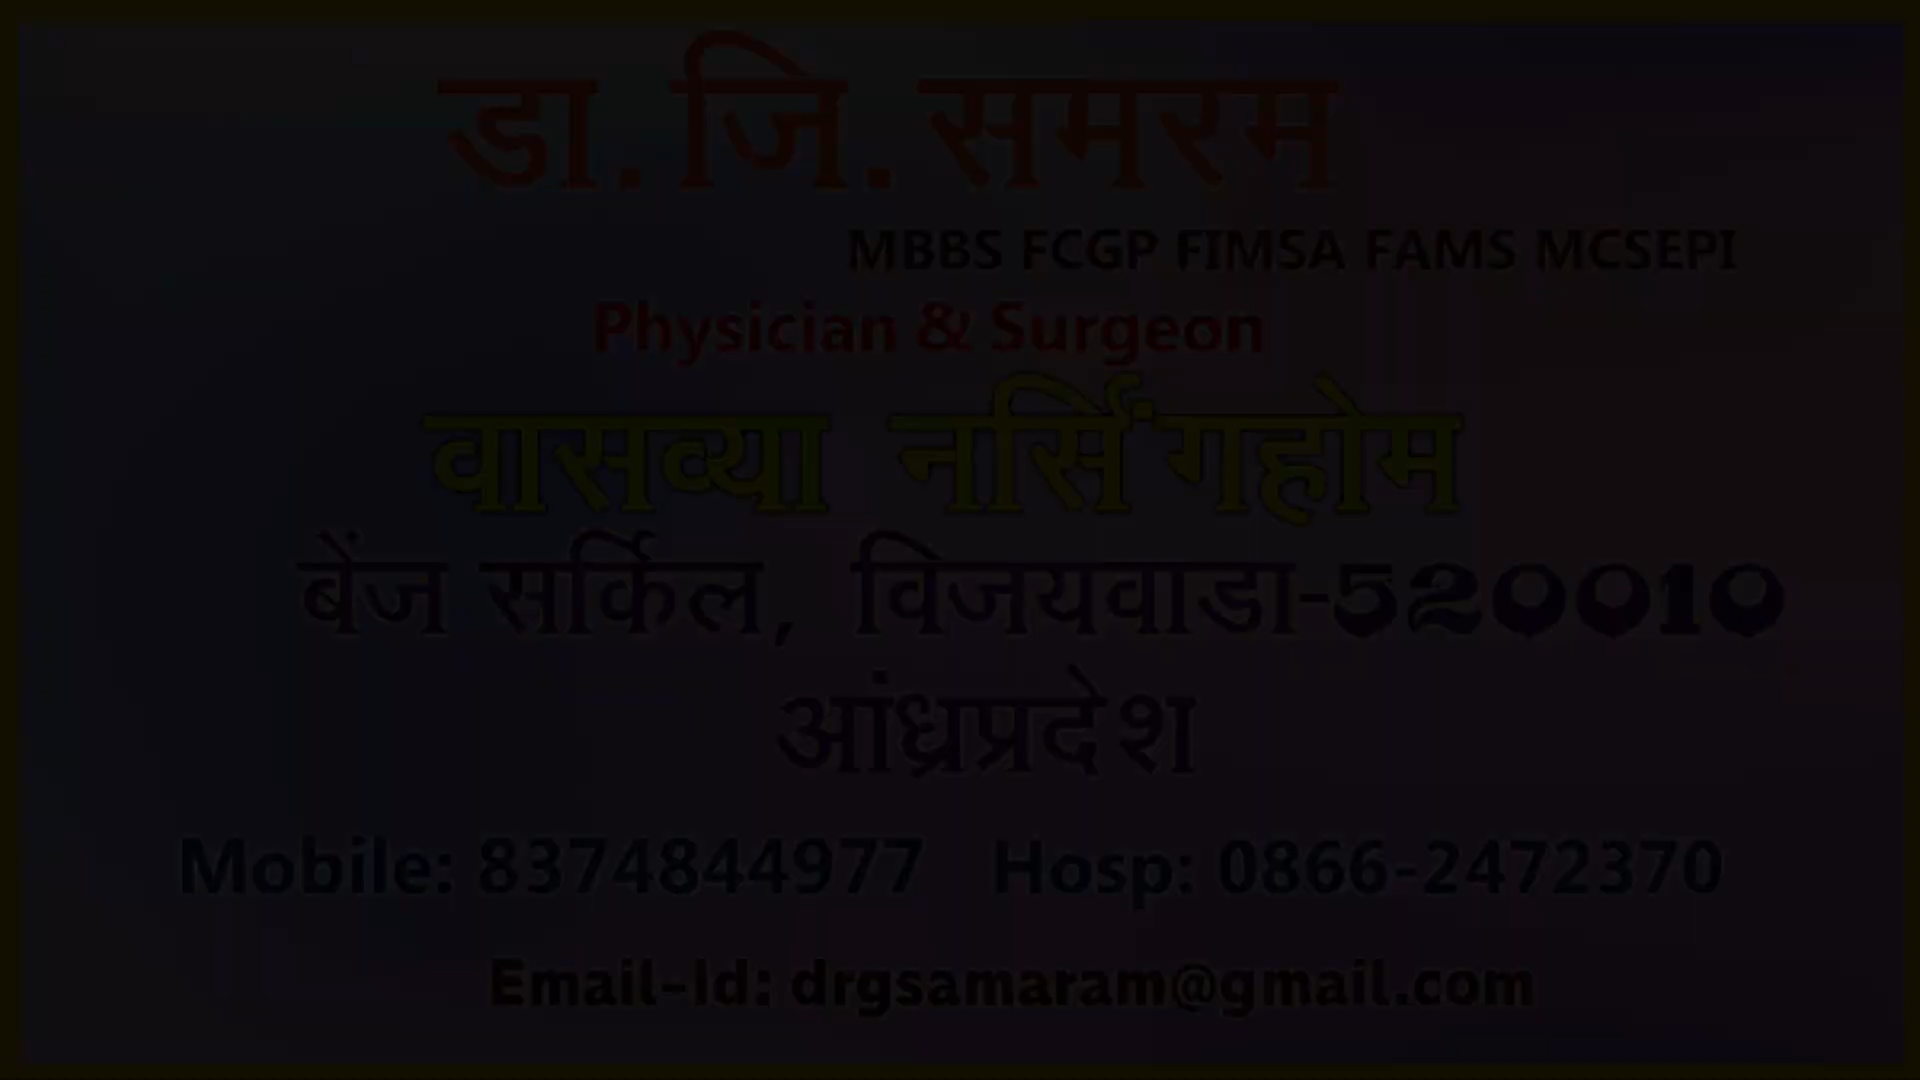 डा.जि.समरम
MBBS FCGP FIMSA FAMS MCSEPI
Physician & Surgeon
वासव्या नर्सिंगहोम
बेंज सर्किल, विजयवाडा-520010
आंध्रप्रदेश
Mobile: 8374844977 Hosp: 0866-2472370
Email-Id: drgsamaram@gmail.com